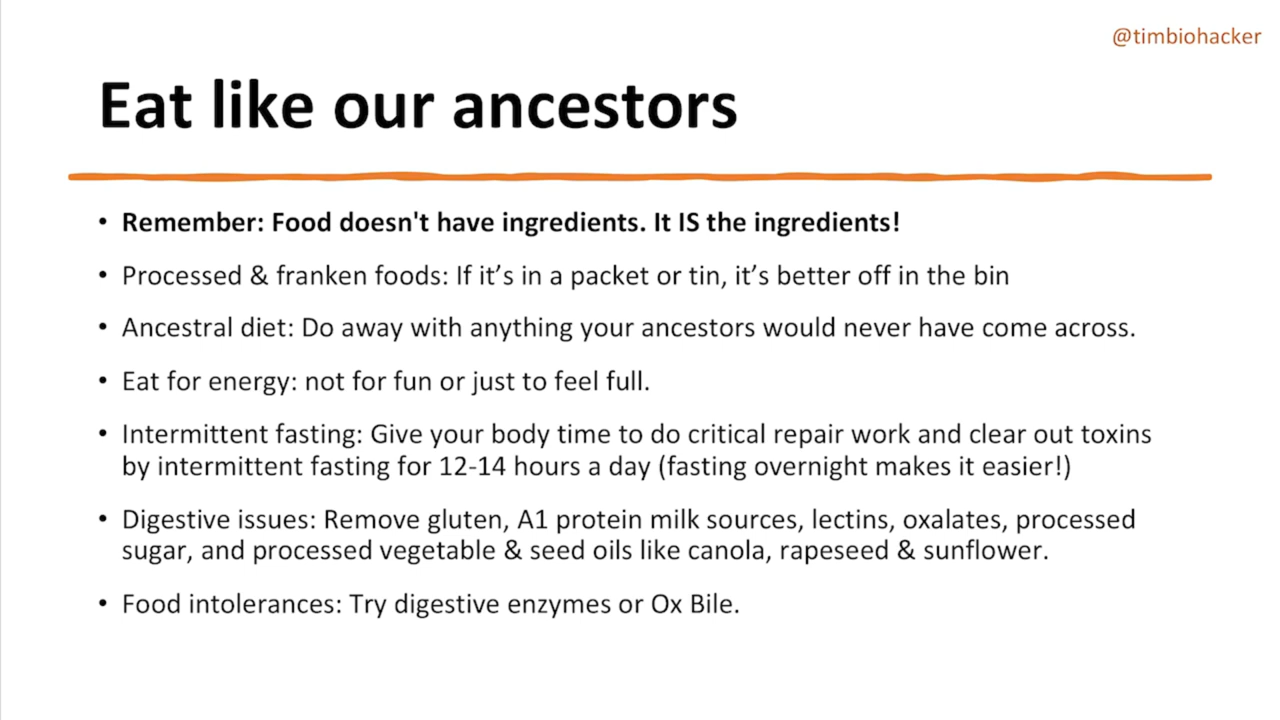 @timbiohacker
Eat like our ancestors
• Remember: Food doesn't have ingredients. It IS the ingredients!
• Processed & franken foods: If it’s in a packet or tin, it’s better off in the bin
• Ancestral diet: Do away with anything your ancestors would never have come across.
• Eat for energy: not for fun or just to feel full.
• Intermittent fasting: Give your body time to do critical repair work and clear out toxins
by intermittent fasting for 12-14 hours a day (fasting overnight makes it easier!)
• Digestive issues: Remove gluten, A1 protein milk sources, lectins, oxalates, processed
sugar, and processed vegetable & seed oils like canola, rapeseed & sunflower.
• Food intolerances: Try digestive enzymes or Ox Bile.